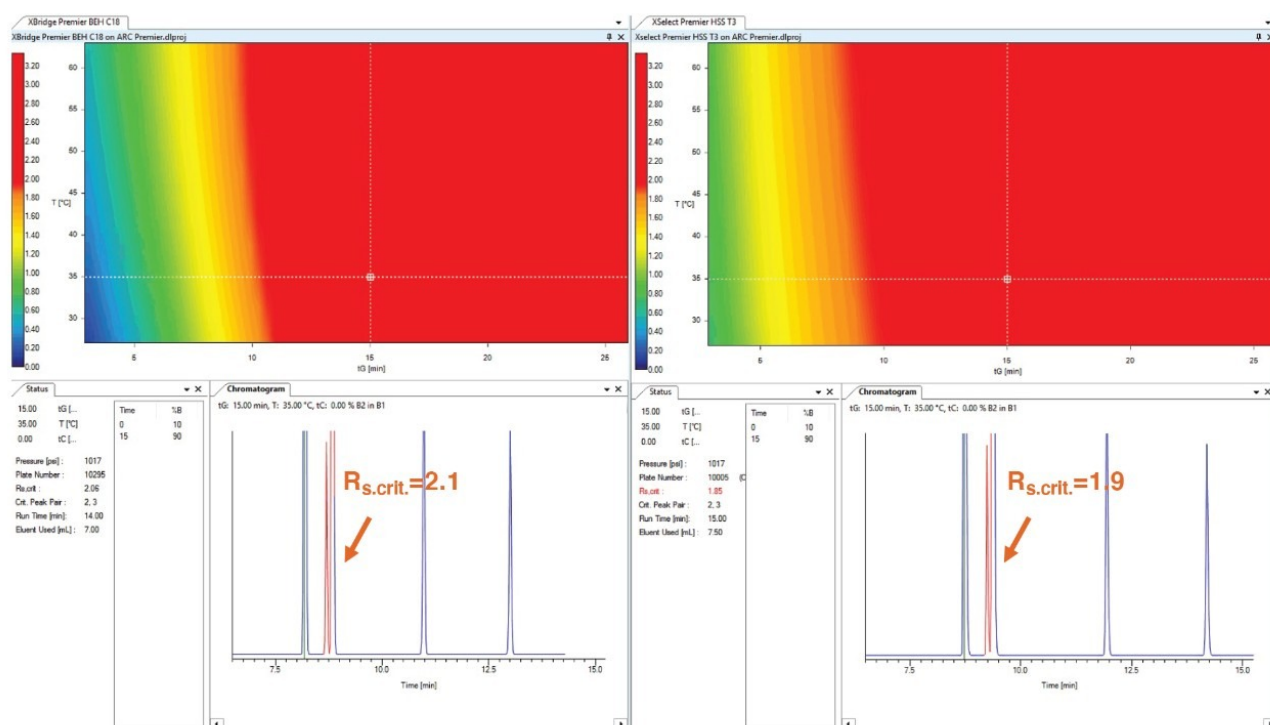 XBridge Premier BEH C18
XBridge Premier BEH C18 on ARC Premier.dlproj
3.20
3.00
2.80
2.60
2.40
2.20
2.00
1.80
1.60
1.40
1.20
1.00
0.80
0.60
0.40
0.20
0.00
60
55
50
45
T [°C]
40
35
30
5
10
15
20
25
tG [min]
XSelect Premier HSS T3
Xselect Premier HSS T3 on ARC Premier.dlproj
3.20
3.00
2.80
2.60
2.40
2.20
2.00
1.80
1.60
1.40
1.20
1.00
0.80
0.60
0.40
0.20
0.00
60
55
50
45
T [°C]
40
35
30
5
10
15
20
25
tG [min]
Status
15.00 tG [...
35.00 T [°C]
0.00 tC [...
Pressure [psi] : 1017
Plate Number : 10295
Rs,crit : 2.06
Crit. Peak Pair : 2, 3
Run Time [min]: 14.00
Eluent Used [mL] : 7.00
Time %B
0 10
15 90
Chromatogram
tG: 15.00 min, T: 35.00 °C, tC: 0.00 % B2 in B1
Rs.crit.=2.1
7.5
10.0
12.5
15.0
Time [min]
Status
15.00 tG [...
35.00 T [°C]
0.00 tC [...
Pressure [psi] : 1017
Plate Number : 10005 (C
Rs,crit : 1.85
Crit. Peak Pair : 2, 3
Run Time [min]: 15.00
Eluent Used [mL] : 7.50
Time %B
0 10
15 90
Chromatogram
tG: 15.00 min, T: 35.00 °C, tC: 0.00 % B2 in B1
Rs.crit.=1.9
7.5
10.0
12.5
15.0
Time [min]